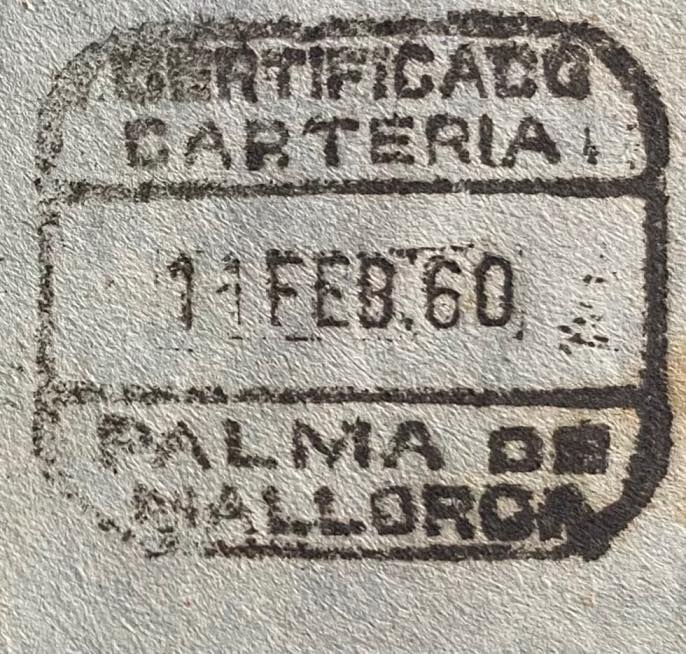 CERTIFICADO
CARTERIA
11 FEB.60
PALMA DE
MALLORCA